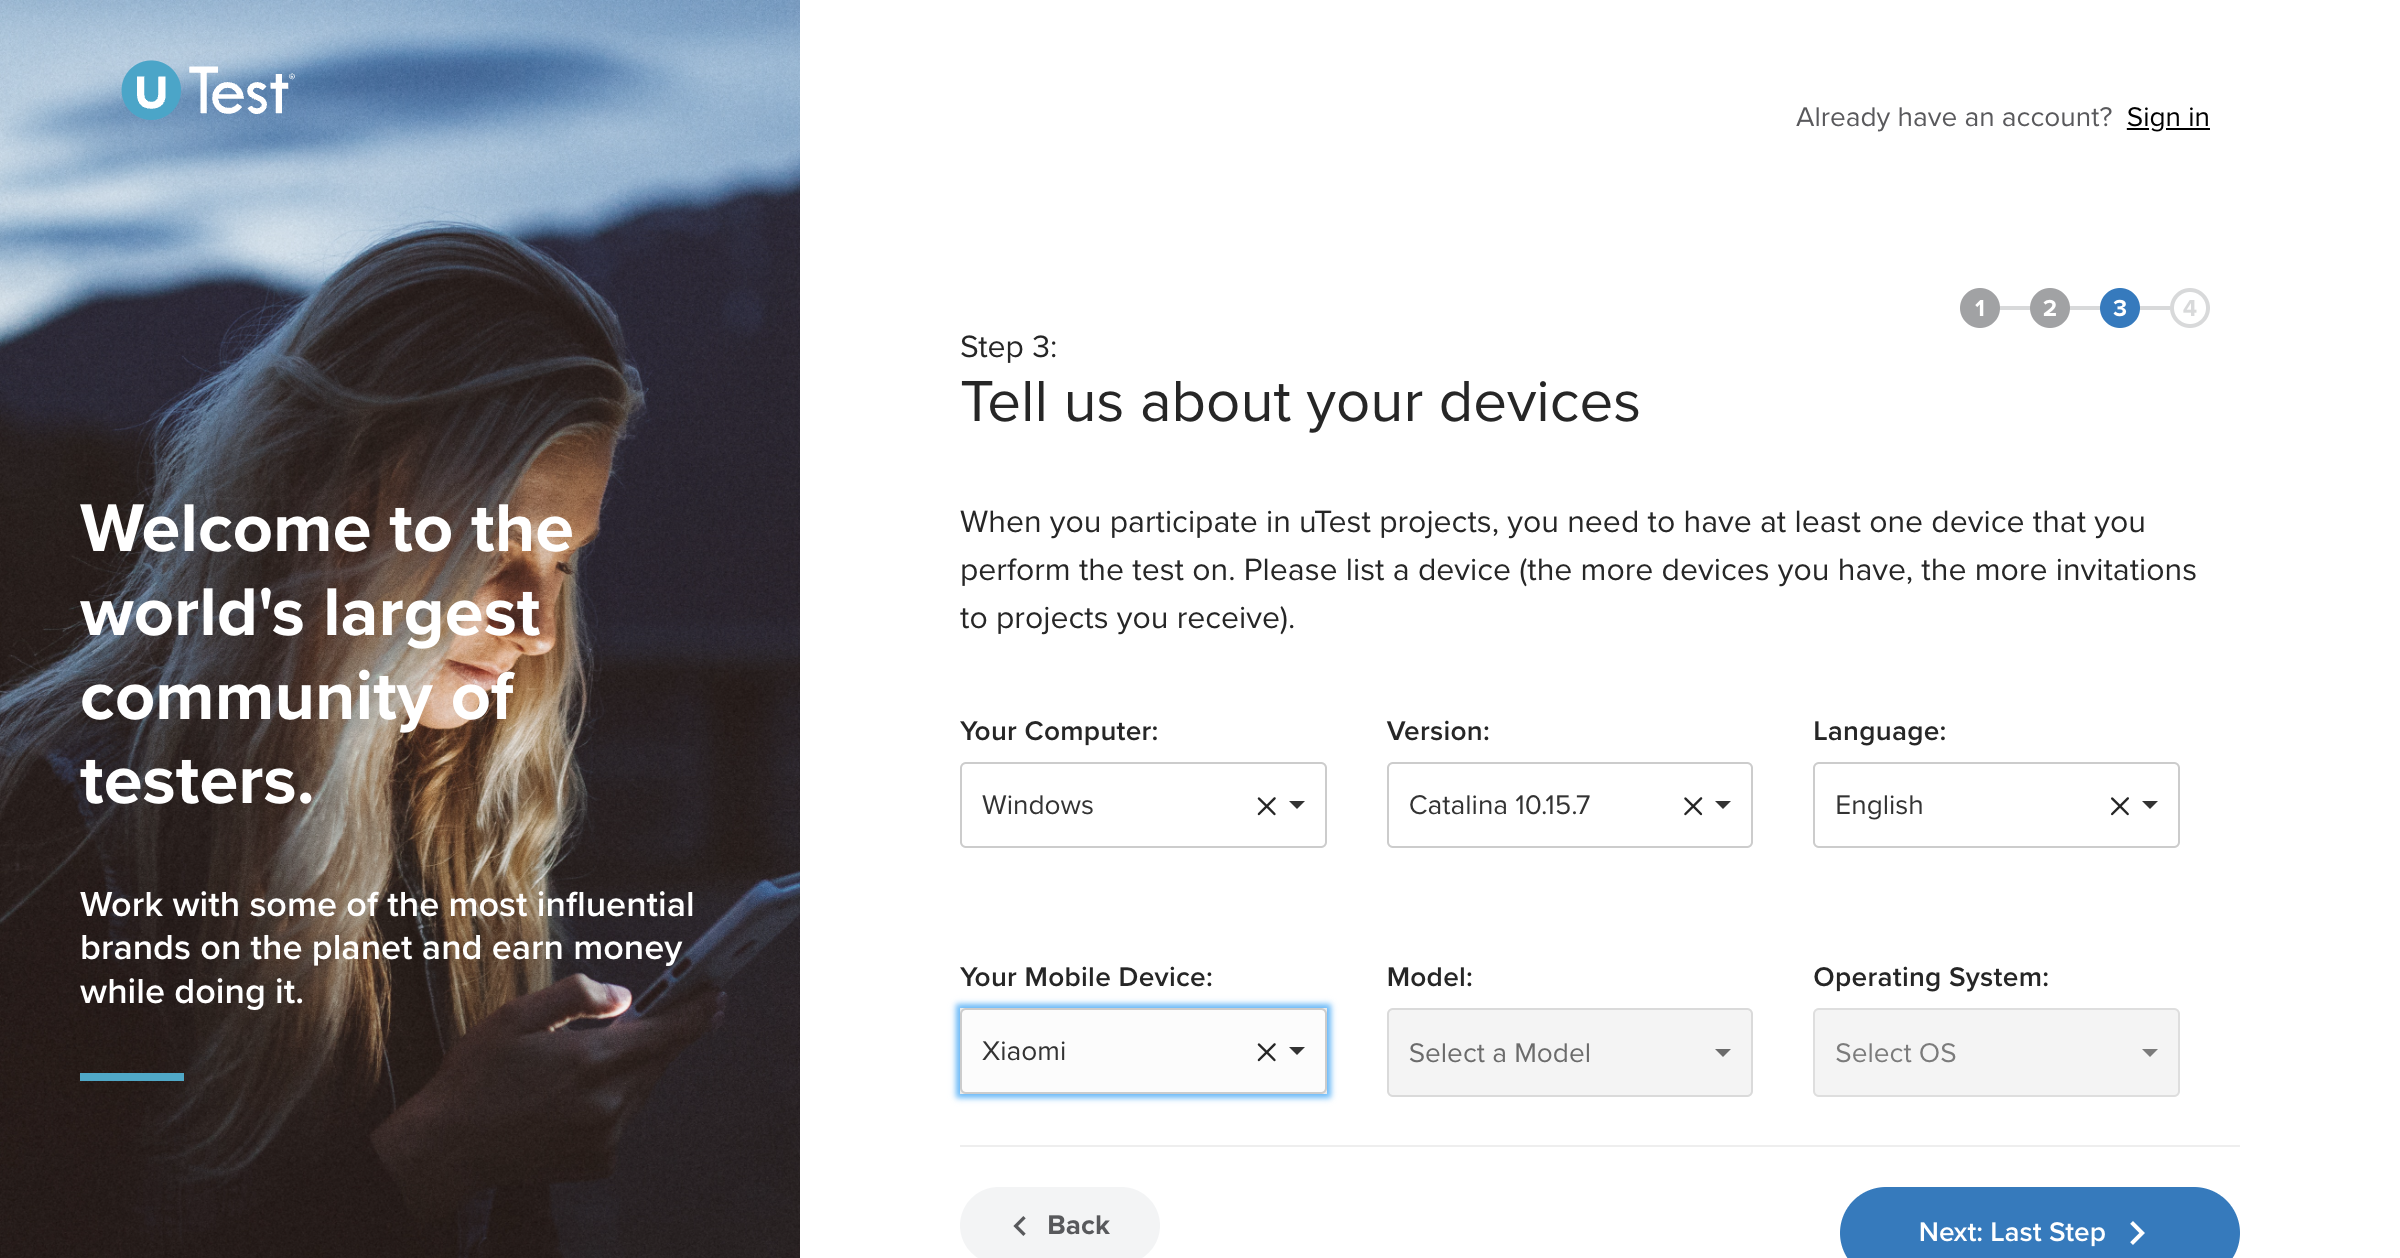 u Test®
Already have an account? Sign in
1 2 3 4
Step 3:
Tell us about your devices
Welcome to the
world's largest
community of
testers.
Work with some of the most influential
brands on the planet and earn money
while doing it.
When you participate in uTest projects, you need to have at least one device that you
perform the test on. Please list a device (the more devices you have, the more invitations
to projects you receive).
Your Computer: Version: Language:
Windows Catalina 10.15.7 English
Your Mobile Device: Model: Operating System:
Xiaomi Select a Model Select OS
Back Next: Last Step